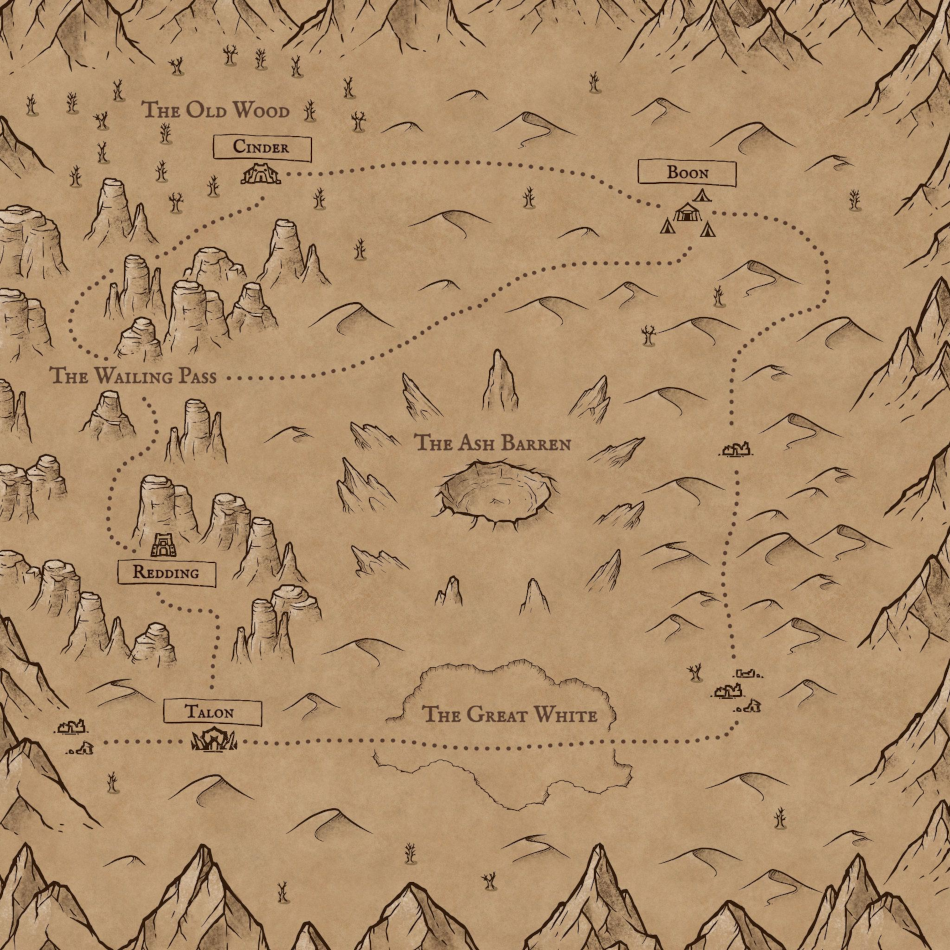 The Old Wood
Cinder
Boon
The Wailing Pass
The Ash Barren
Redding
Talon
The Great White